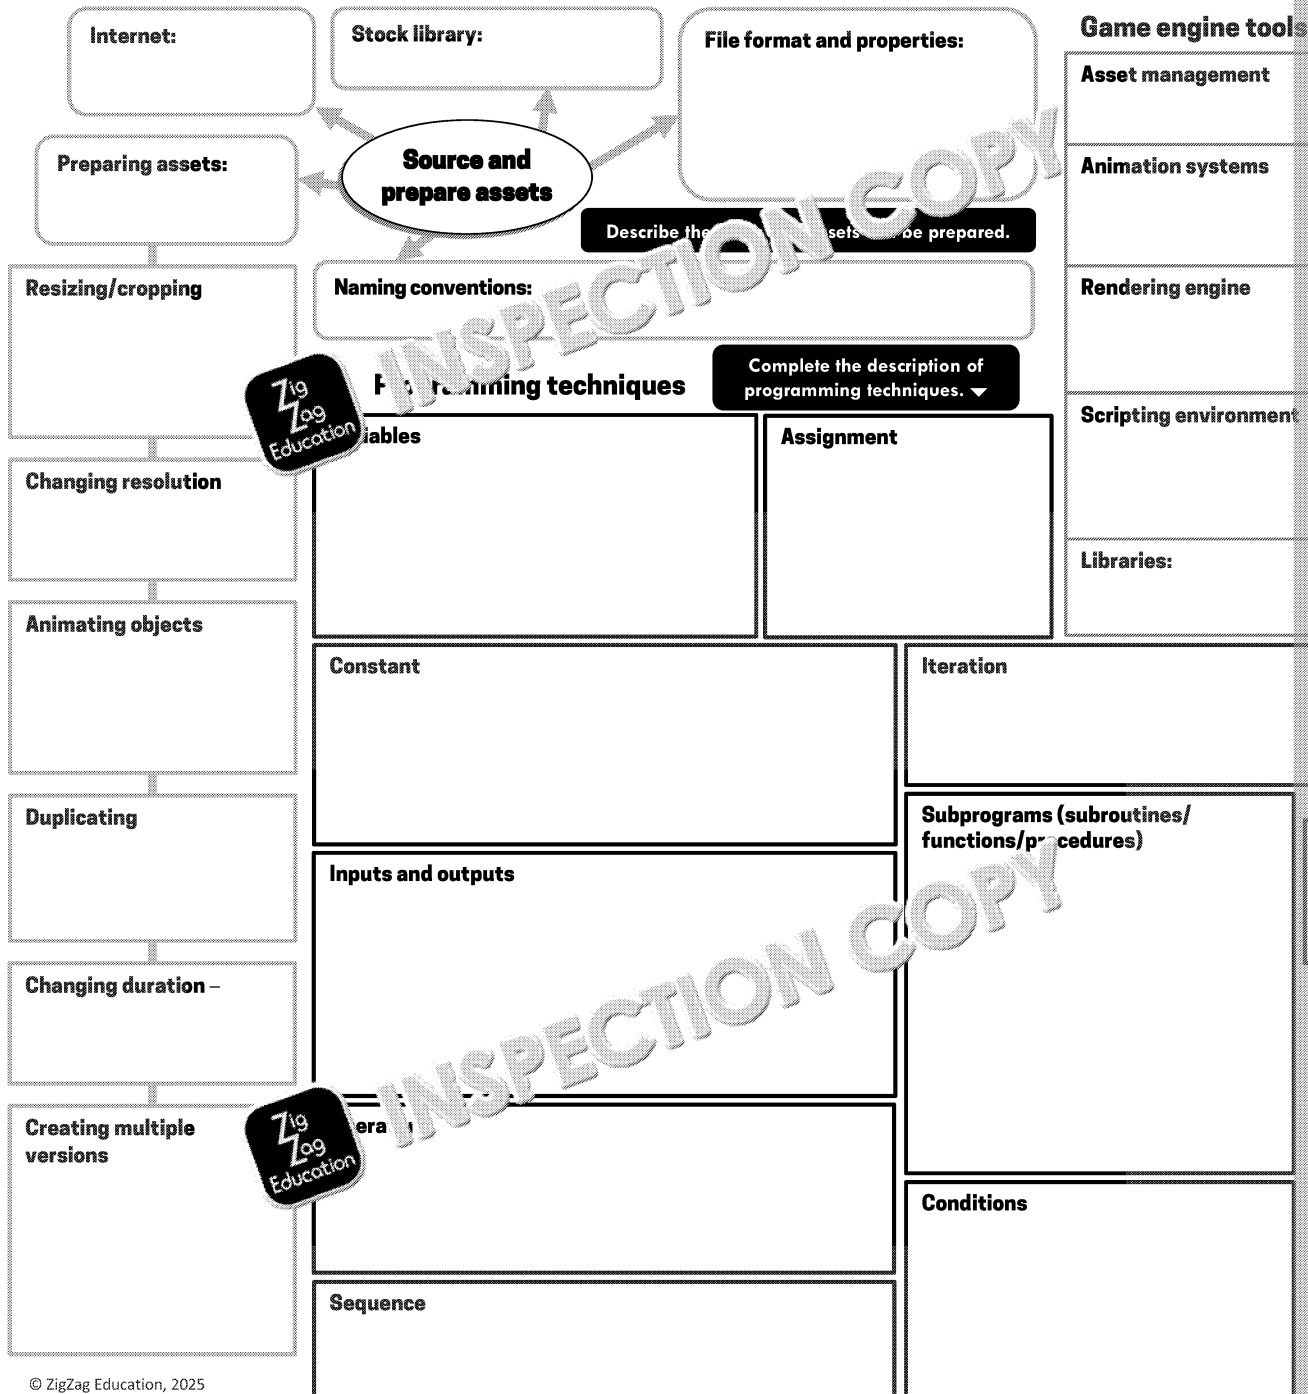 Internet:
Stock library:
File format and properties:
Game engine tools
Asset management
Preparing assets:
Source and
prepare assets
Animation systems
Describe the
be prepared.
Resizing/cropping
Naming conventions:
Rendering engine
Programming techniques
Complete the description of
programming techniques.
Scripting environment
Assignment
Changing resolution
Libraries:
Animating objects
Constant
Iteration
Duplicating
Subprograms (subroutines/
functions/procedures)
Inputs and outputs
Changing duration –
Creating multiple
versions
Conditions
Sequence
© ZigZag Education, 2025
INSPECTION COPY
Zig
Zag
Education
INSPECTION COPY
Zig
Zag
Education